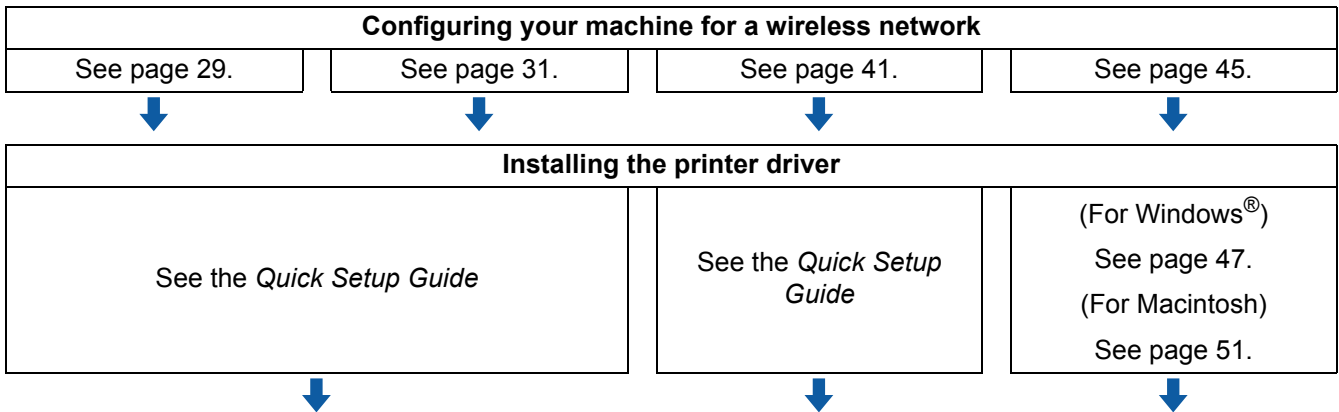 Configuring your machine for a wireless network
See page 29.
See page 31.
See page 41.
See page 45.
Installing the printer driver
See the Quick Setup Guide
See the Quick Setup
Guide
(For Windows®)
See page 47.
(For Macintosh)
See page 51.